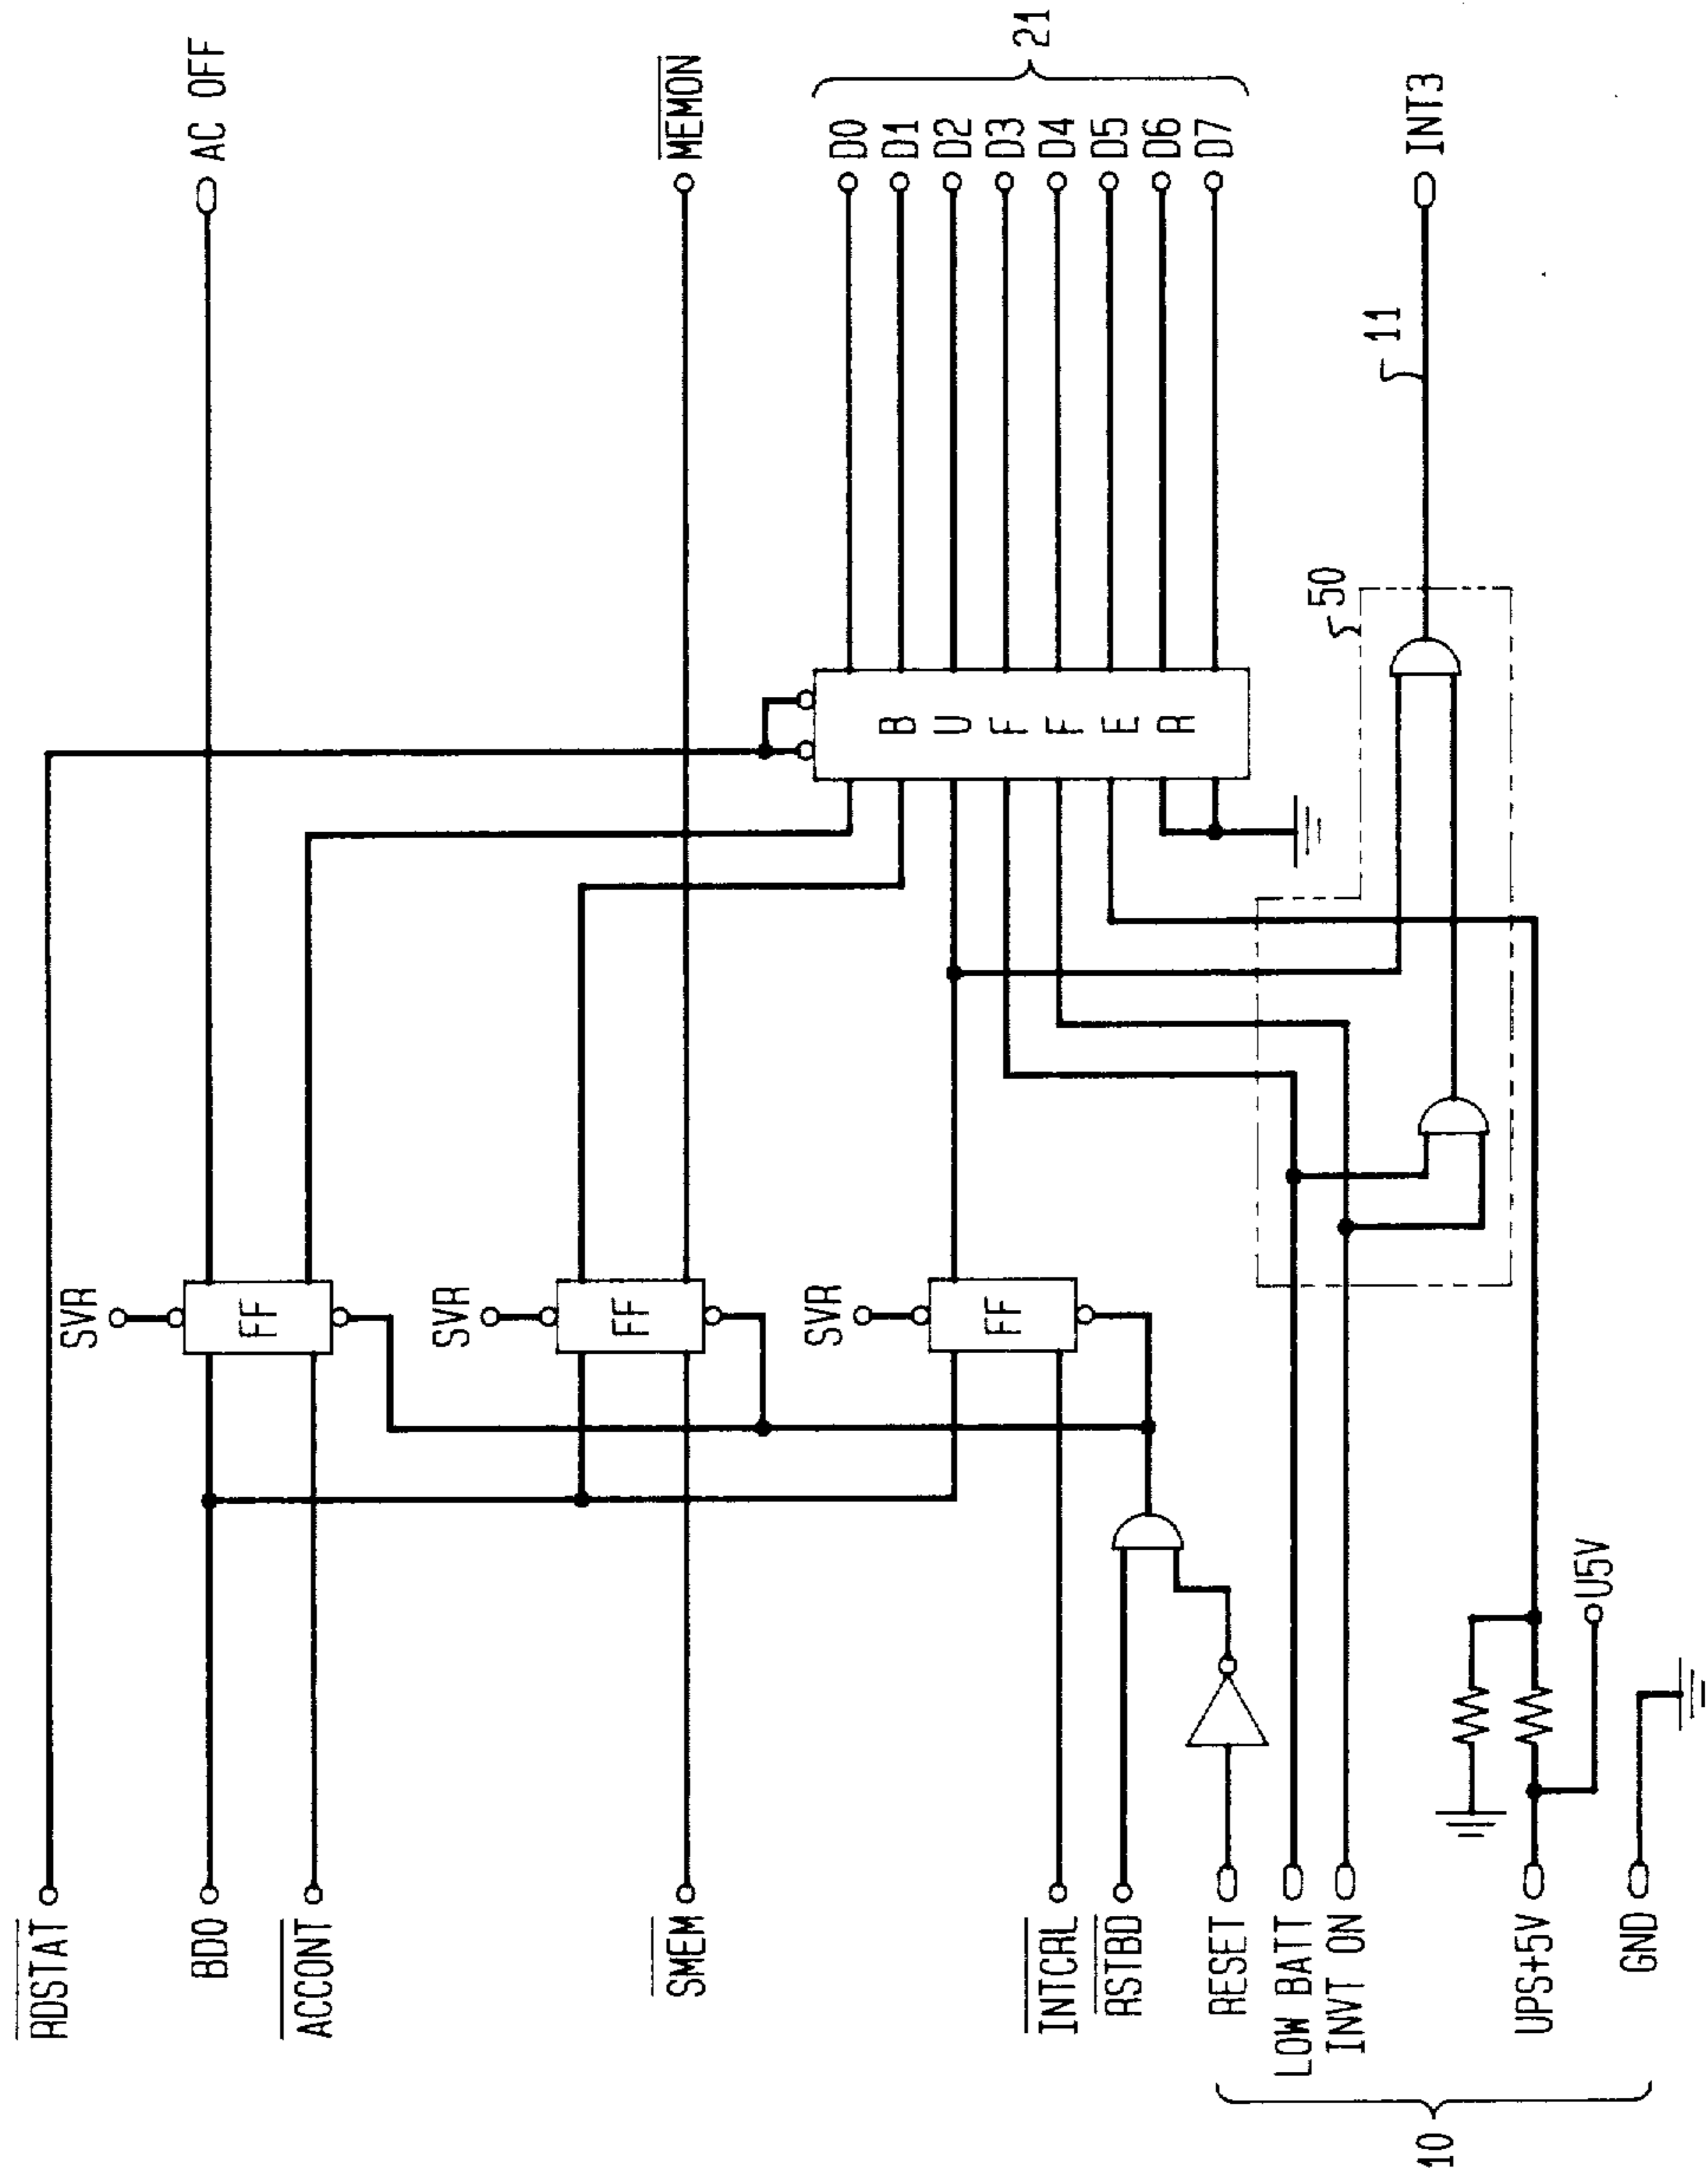 RDSTAT
BD0
ACCONT
SMEM
INTCRL
RSTBD
RESET
LOW BATT
INVT ON
UPS+5V
GND
10
SVR
FF
SVR
FF
SVR
FF
U5V
BUFFER
50
11
AC OFF
MEMON
D0
D1
D2
D3
D4
D5
D6
D7
21
INT3